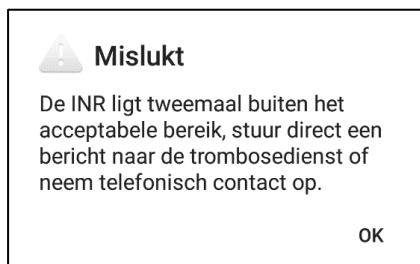 Mislukt
De INR ligt tweemaal buiten het
acceptabele bereik, stuur direct een
bericht naar de trombosedienst of
neem telefonisch contact op.
OK